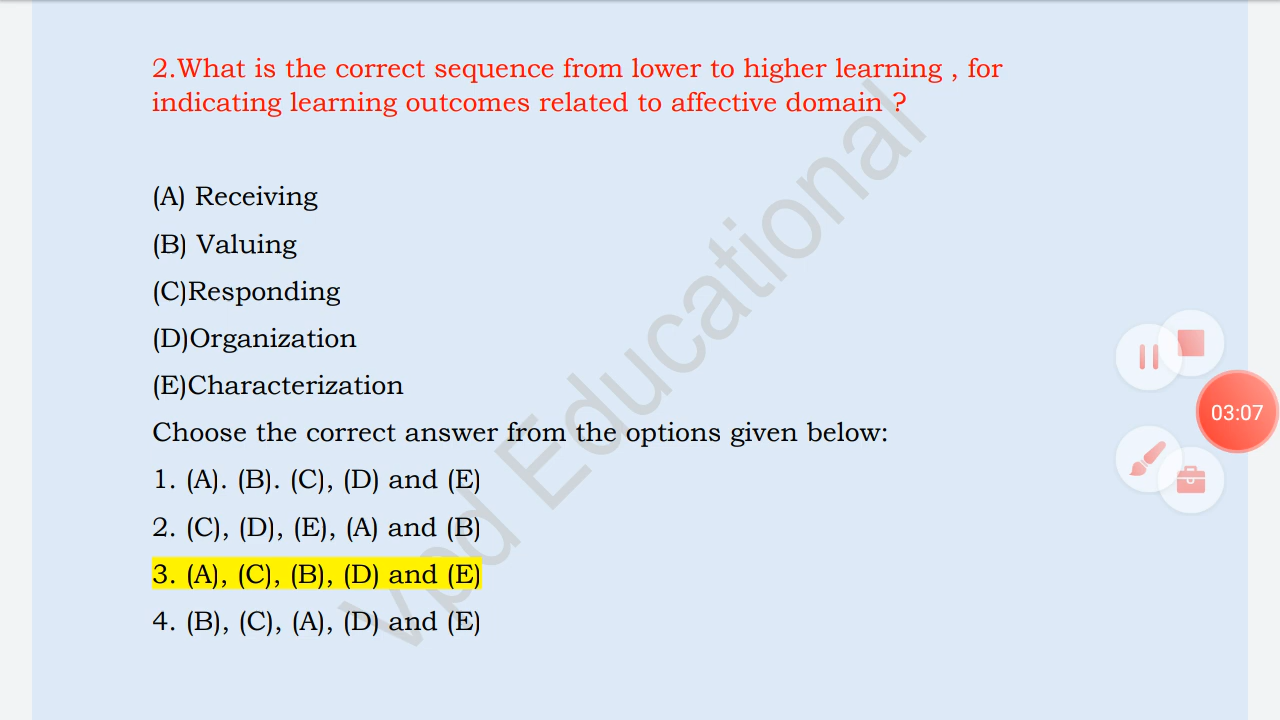 2.What is the correct sequence from lower to higher learning , for
indicating learning outcomes related to affective domain ?
(A) Receiving
(B) Valuing
(C)Responding
(D)Organization
(E)Characterization
Choose the correct answer from the options given below:
1. (A). (B). (C), (D) and (E)
2. (C), (D), (E), (A) and (B)
3. (A), (C), (B), (D) and (E)
4. (B), (C), (A), (D) and (E)
Vpd Educational
03:07